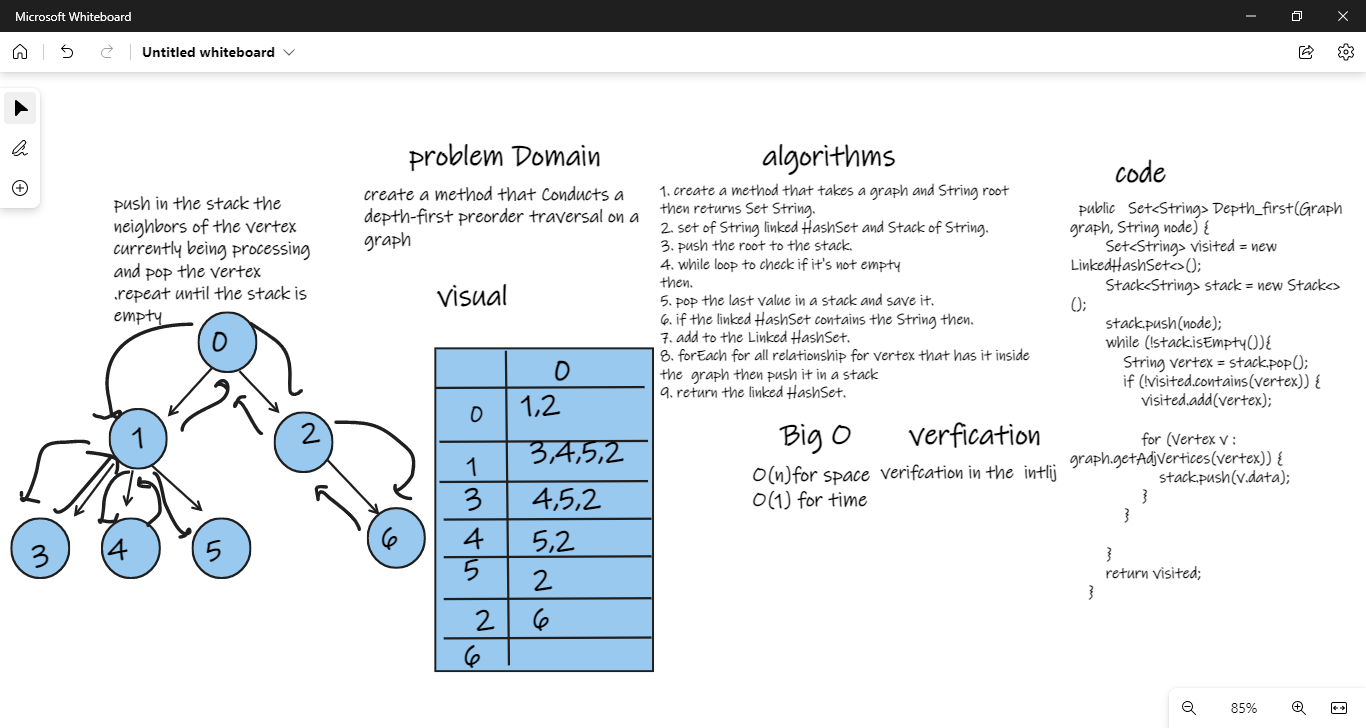 Microsoft Whiteboard
Untitled whiteboard
push in the stack the
neighbors of the vertex
currently being processing
and pop the vertex
.repeat until the stack is
empty
0
1
2
3
4
5
6
problem Domain
create a method that Conducts a
depth-first preorder traversal on a
graph
visual
0
0 1,2
1 3,4,5,2
3 4,5,2
4 5,2
5 2
2 6
6
algorithms
1. create a method that takes a graph and String root
then returns Set String.
2. set of String linked HashSet and Stack of String.
3. push the root to the stack.
4. while loop to check if it's not empty
then.
5. pop the last value in a stack and save it.
6. if the linked HashSet contains the String then.
7. add to the Linked HashSet.
8. forEach for all relationship for vertex that has it inside
the graph then push it in a stack
9. return the linked HashSet.
Big O
O(n)for space
O(1) for time
verfication
verifcation in the intlij
code
public Set<String> Depth_first(Graph
graph, String node) {
Set<String> visited = new
LinkedHashSet<>();
Stack<String> stack = new Stack<>
();
stack.push(node);
while (!stack.isEmpty()){
String vertex = stack.pop();
if (!visited.contains(vertex)) {
visited.add(vertex);
for (Vertex v :
graph.getAdjVertices(vertex)) {
stack.push(v.data);
}
}
}
return visited;
}
85%